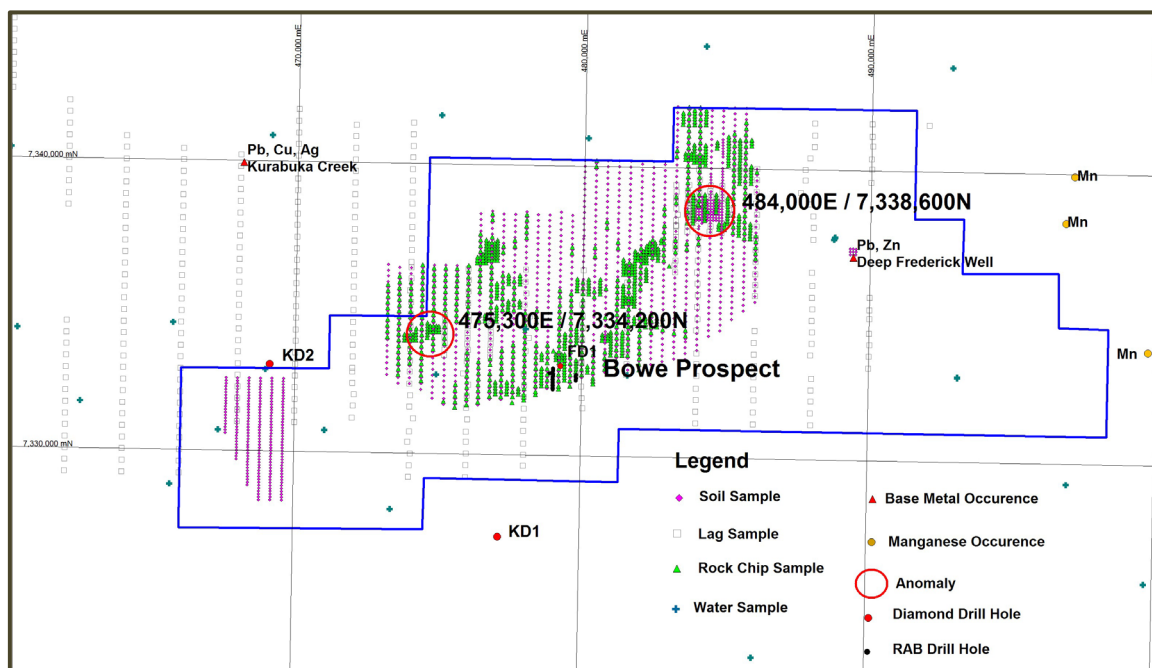 470,000 mE
480,000 mE
490,000 mE
7,340,000 mN
Pb, Cu, Ag
Kurabuka Creek
Mn
484,000E / 7,338,600N
Mn
Pb, Zn
Deep Frederick Well
475,300E / 7,334,200N
KD2
FD1
Bowe Prospect
Mn
7,330,000 mN
KD1
Legend
Soil Sample
Lag Sample
Rock Chip Sample
Water Sample
Base Metal Occurence
Manganese Occurence
Anomaly
Diamond Drill Hole
RAB Drill Hole